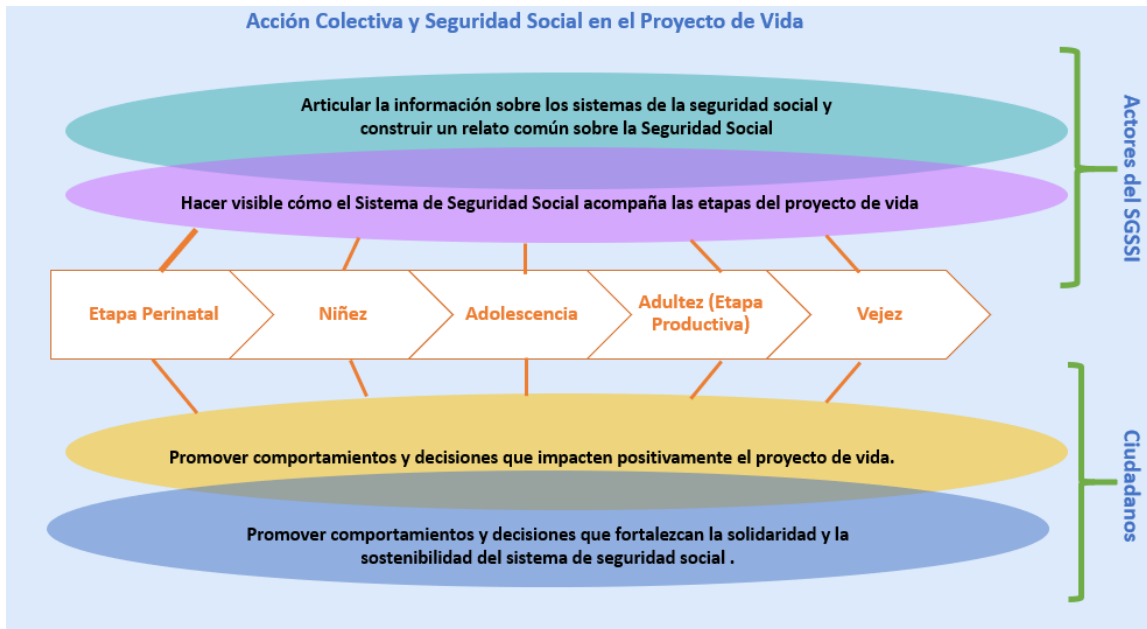 Acción Colectiva y Seguridad Social en el Proyecto de Vida
Articular la información sobre los sistemas de la seguridad social y
construir un relato común sobre la Seguridad Social
Hacer visible cómo el Sistema de Seguridad Social acompaña las etapas del proyecto de vida
Actores del SGSSI
Etapa Perinatal
Niñez
Adolescencia
Adultez (Etapa
Productiva)
Vejez
Promover comportamientos y decisiones que impacten positivamente el proyecto de vida.
Promover comportamientos y decisiones que fortalezcan la solidaridad y la
sostenibilidad del sistema de seguridad social .
Ciudadanos